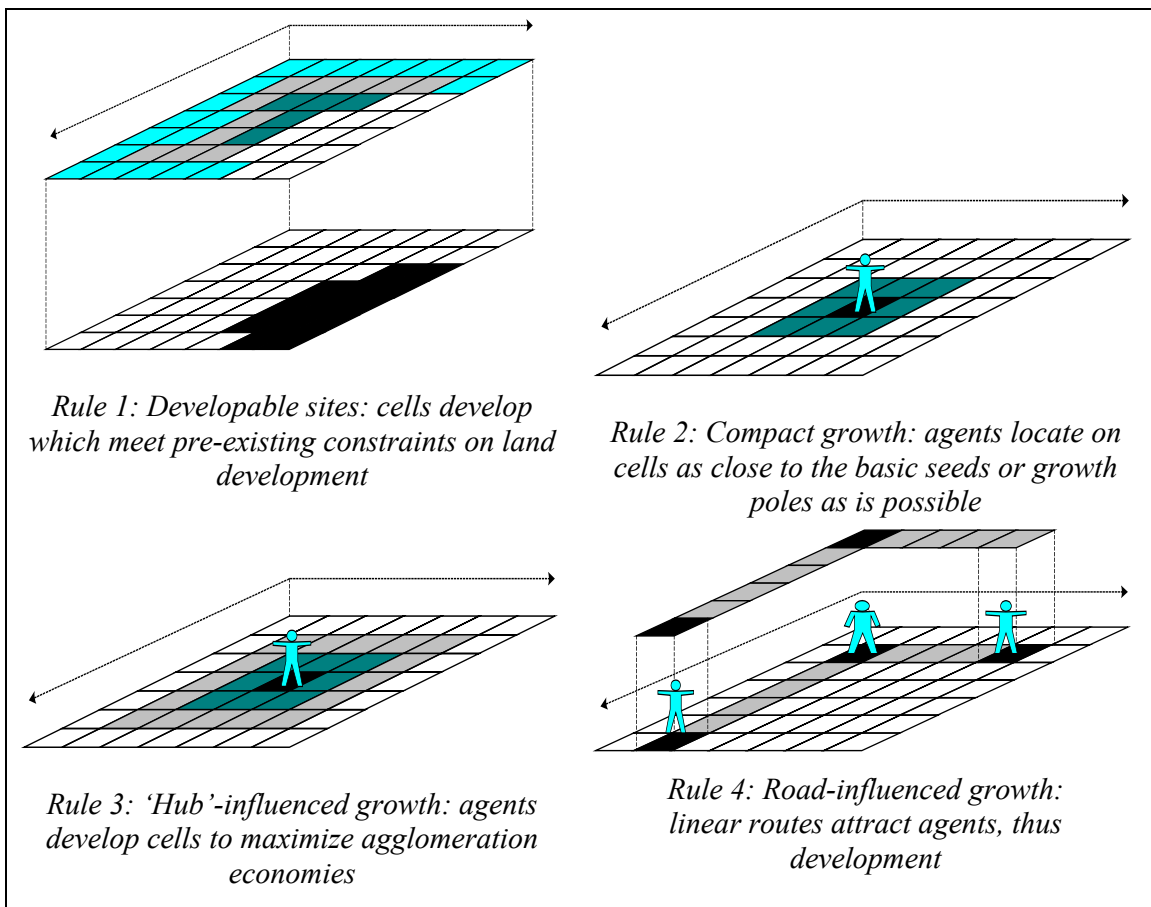 Rule 1: Developable sites: cells develop
which meet pre-existing constraints on land
development
Rule 2: Compact growth: agents locate on
cells as close to the basic seeds or growth
poles as is possible
Rule 3: ‘Hub’-influenced growth: agents
develop cells to maximize agglomeration
economies
Rule 4: Road-influenced growth:
linear routes attract agents, thus
development